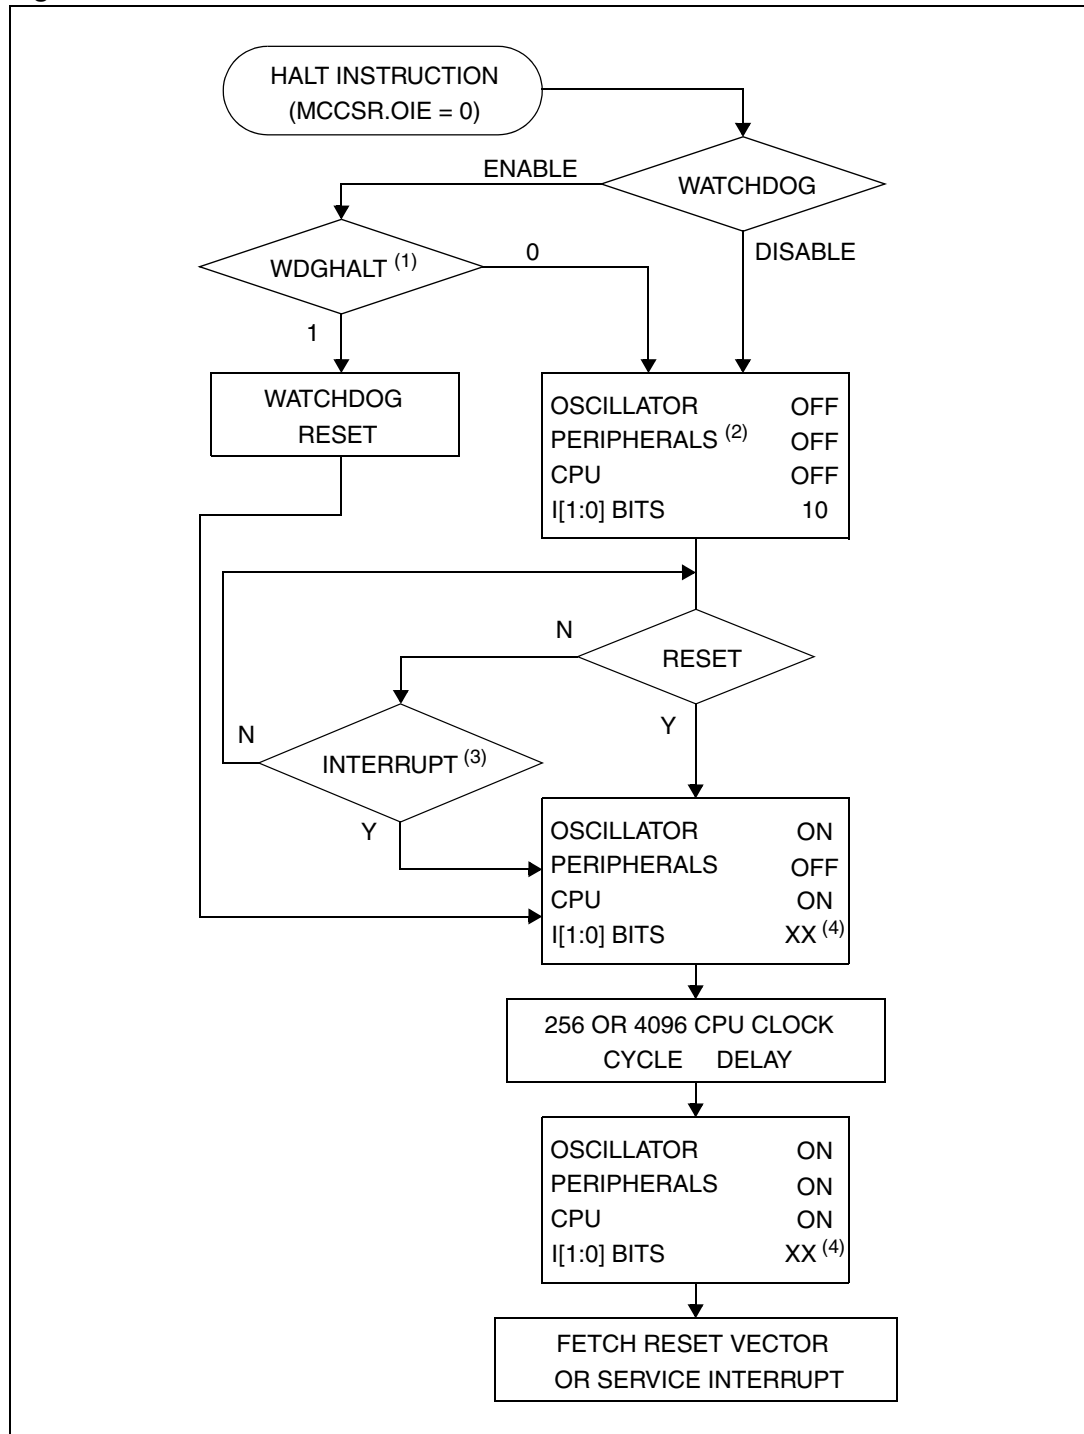 HALT INSTRUCTION
(MCCSR.OIE = 0)
ENABLE
WATCHDOG
WDGHALT (1)
0
DISABLE
1
WATCHDOG
RESET
OSCILLATOR OFF
PERIPHERALS (2) OFF
CPU OFF
I[1:0] BITS 10
N
RESET
Y
N
INTERRUPT (3)
Y
OSCILLATOR ON
PERIPHERALS OFF
CPU ON
I[1:0] BITS XX (4)
256 OR 4096 CPU CLOCK
CYCLE DELAY
OSCILLATOR ON
PERIPHERALS ON
CPU ON
I[1:0] BITS XX (4)
FETCH RESET VECTOR
OR SERVICE INTERRUPT